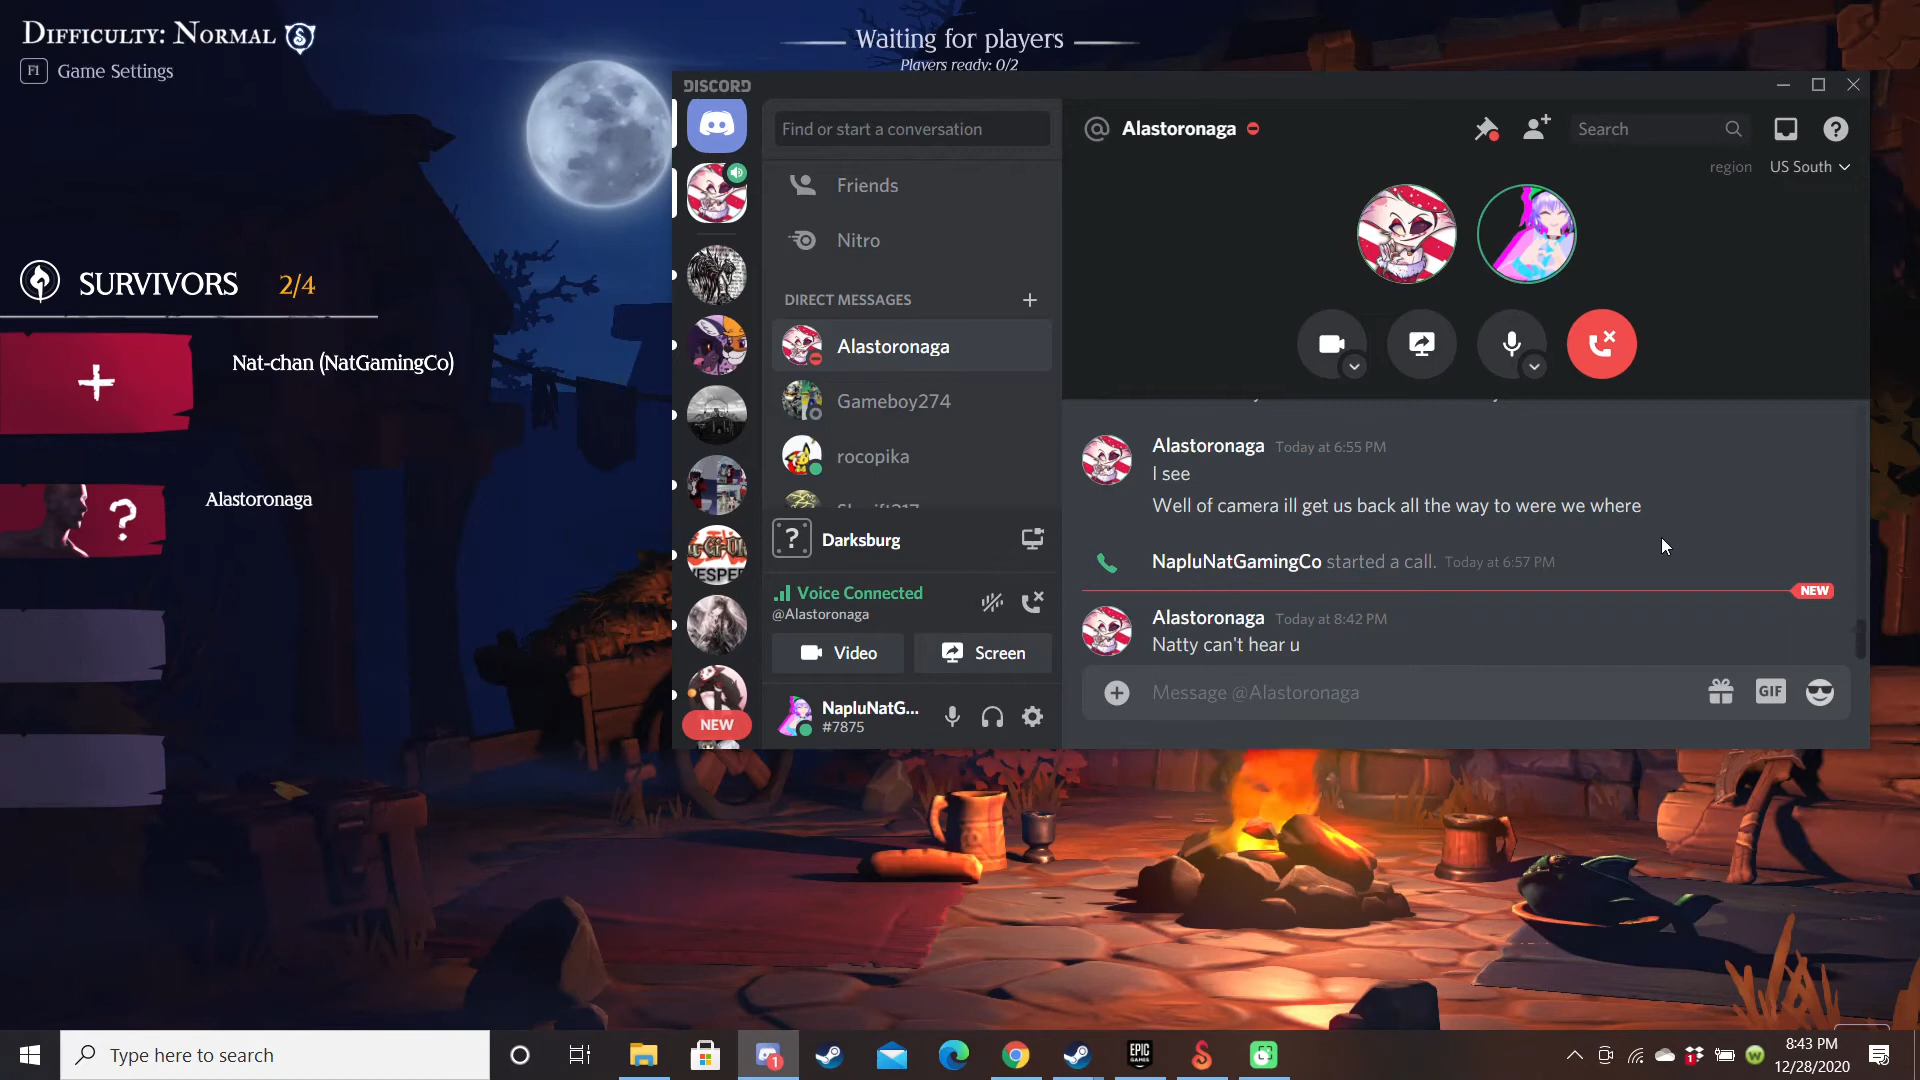 DIFFICULTY: NORMAL
F1 Game Settings
Waiting for players
Players ready: 0/2
SURVIVORS 2/4
Nat-chan (NatGamingCo)
Alastoronaga
?
DISCORD
Find or start a conversation
Friends
Nitro
DIRECT MESSAGES
Alastoronaga
Gameboy274
rocopika
? Darksburg
Voice Connected
@Alastoronaga
Video
Screen
NapluNatG...
#7875
NEW
@ Alastoronaga
Search
region US South
Alastoronaga Today at 6:55 PM
I see
Well of camera ill get us back all the way to were we where
NapluNatGamingCo started a call. Today at 6:57 PM
NEW
Alastoronaga Today at 8:42 PM
Natty can't hear u
Message @Alastoronaga
GIF
Type here to search
1
EPIC
GAMES
1
W
8:43 PM
12/28/2020